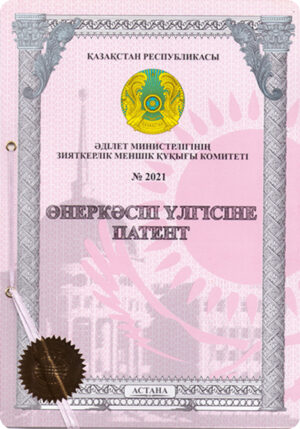 ҚАЗАҚСТАН РЕСПУБЛИКАСЫ
ӘДІЛЕТ МИНИСТРЛІГІНІҢ
ЗИЯТКЕРЛІК МЕНШІК ҚҰҚЫҒЫ КОМИТЕТІ
№ 2021
ӨНЕРКӘСІП ҮЛГІСІНЕ
ПАТЕНТ
АСТАНА